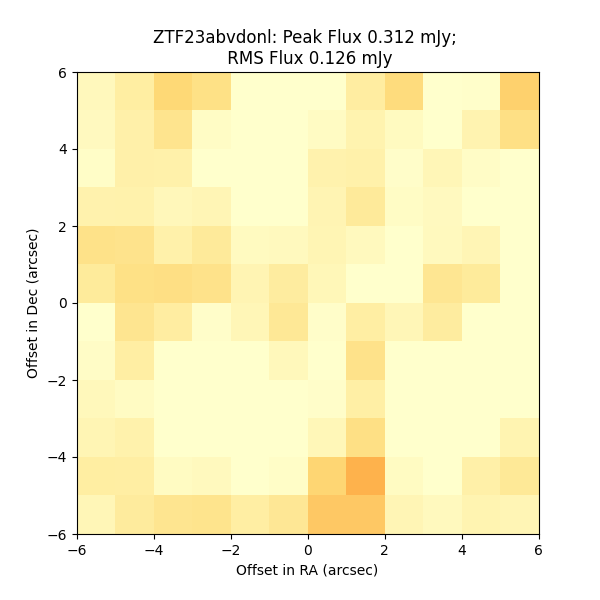 ZTF23abvdonl: Peak Flux 0.312 mJy;
RMS Flux 0.126 mJy
6
4
2
0
−2
−4
−6
Offset in Dec (arcsec)
−6 −4 −2 0 2 4 6
Offset in RA (arcsec)